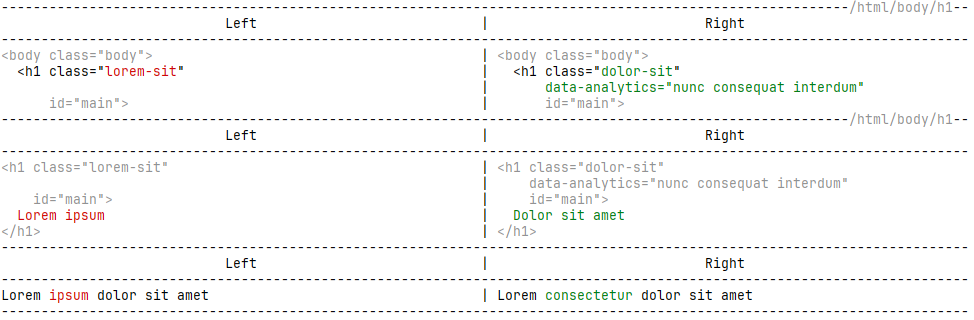 /html/body/h1
Left | Right
<body class="body"> | <body class="body">
<h1 class="lorem-sit" | <h1 class="dolor-sit"
| data-analytics="nunc consequat interdum"
id="main"> | id="main">
/html/body/h1
Left | Right
<h1 class="lorem-sit" | <h1 class="dolor-sit"
| data-analytics="nunc consequat interdum"
id="main"> | id="main">
Lorem ipsum | Dolor sit amet
</h1> | </h1>
Left | Right
Lorem ipsum dolor sit amet | Lorem consectetur dolor sit amet